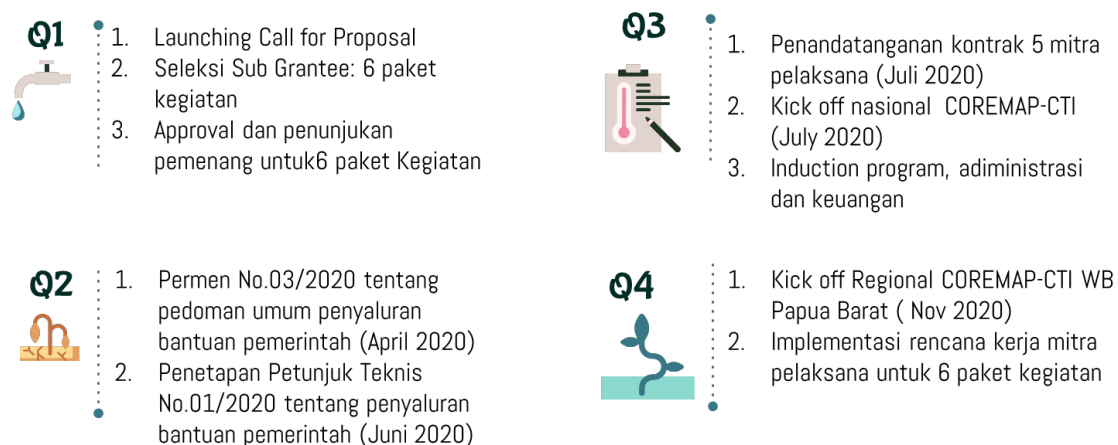 Q1
1. Launching Call for Proposal
2. Seleksi Sub Grantee: 6 paket
kegiatan
3. Approval dan penunjukan
pemenang untuk6 paket Kegiatan
Q2
1. Permen No.03/2020 tentang
pedoman umum penyaluran
bantuan pemerintah (April 2020)
2. Penetapan Petunjuk Teknis
No.01/2020 tentang penyaluran
bantuan pemerintah (Juni 2020)
Q3
1. Penandatanganan kontrak 5 mitra
pelaksana (Juli 2020)
2. Kick off nasional COREMAP-CTI
(July 2020)
3. Induction program, adiministrasi
dan keuangan
Q4
1. Kick off Regional COREMAP-CTI WB
Papua Barat ( Nov 2020)
2. Implementasi rencana kerja mitra
pelaksana untuk 6 paket kegiatan